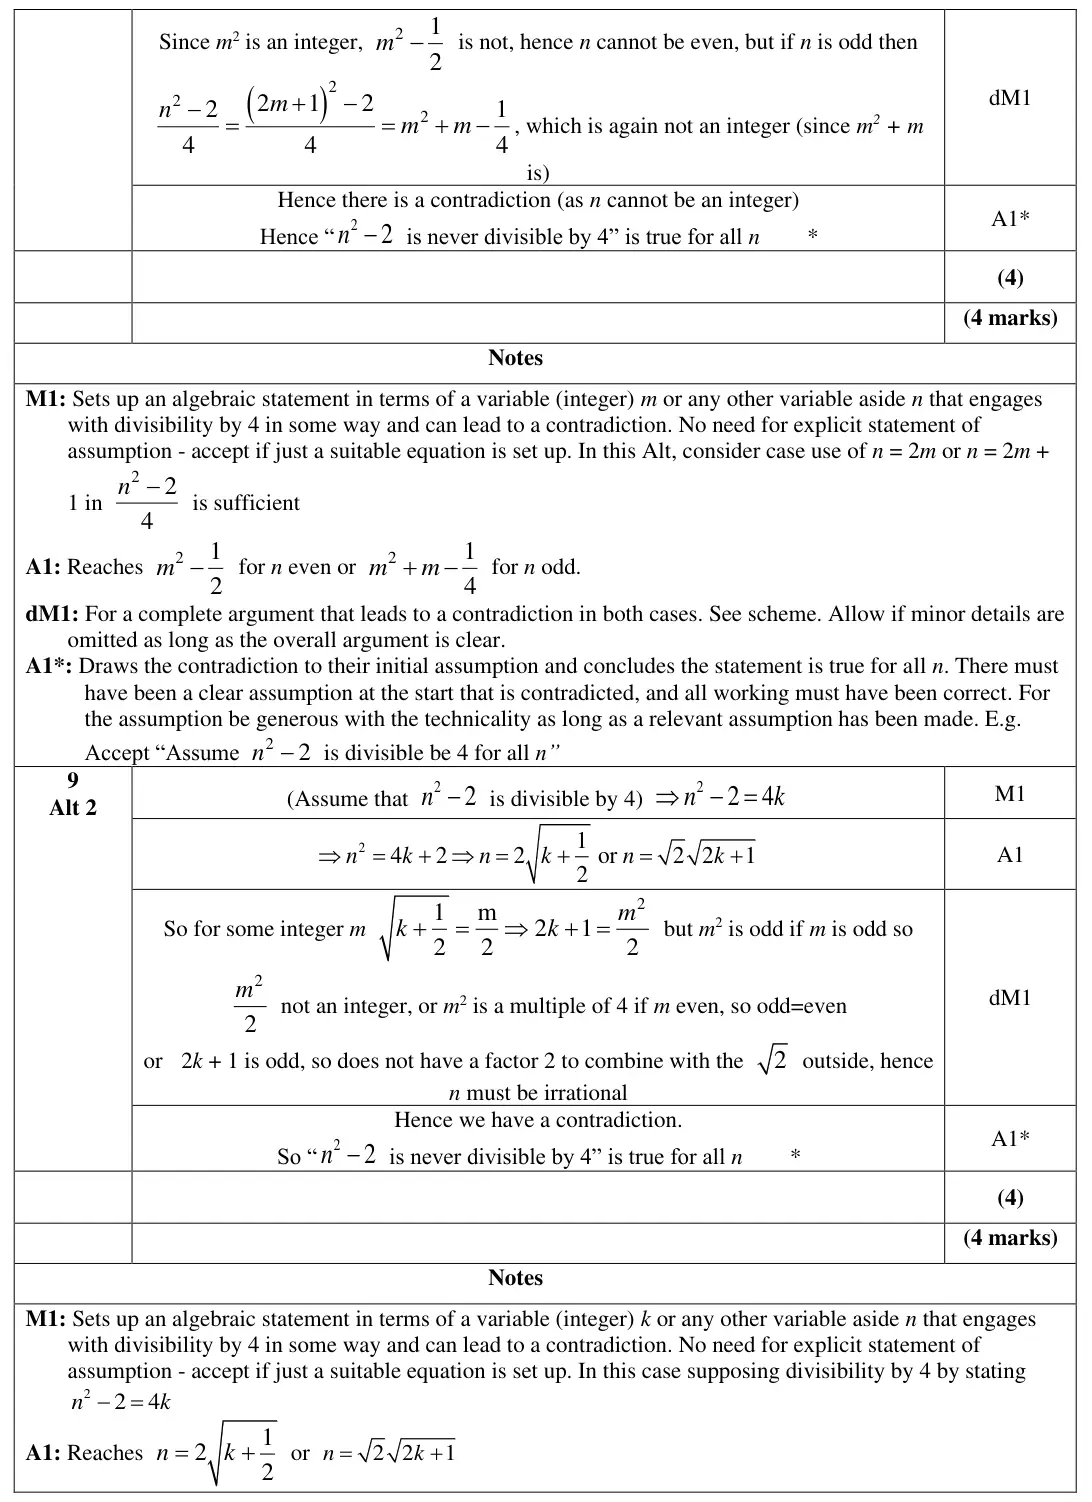 Since m² is an integer, m² − 1/2 is not, hence n cannot be even, but if n is odd then
(n² − 2)/4 = ((2m + 1)² − 2)/4 = m² + m − 1/4, which is again not an integer (since m² + m
is)
dM1
Hence there is a contradiction (as n cannot be an integer)
Hence “n² − 2 is never divisible by 4” is true for all n *
A1*
(4)
(4 marks)
Notes
M1: Sets up an algebraic statement in terms of a variable (integer) m or any other variable aside n that engages
with divisibility by 4 in some way and can lead to a contradiction. No need for explicit statement of
assumption - accept if just a suitable equation is set up. In this Alt, consider case use of n = 2m or n = 2m +
1 in (n² − 2)/4 is sufficient
A1: Reaches m² − 1/2 for n even or m² + m − 1/4 for n odd.
dM1: For a complete argument that leads to a contradiction in both cases. See scheme. Allow if minor details are
omitted as long as the overall argument is clear.
A1*: Draws the contradiction to their initial assumption and concludes the statement is true for all n. There must
have been a clear assumption at the start that is contradicted, and all working must have been correct. For
the assumption be generous with the technicality as long as a relevant assumption has been made. E.g.
Accept “Assume n² − 2 is divisible be 4 for all n”
9
Alt 2
(Assume that n² − 2 is divisible by 4) ⇒ n² − 2 = 4k
M1
⇒ n² = 4k + 2 ⇒ n = 2√(k + 1/2) or n = √2√(2k + 1)
A1
So for some integer m √(k + 1/2) = m/2 ⇒ 2k + 1 = m²/2 but m² is odd if m is odd so
m²/2 not an integer, or m² is a multiple of 4 if m even, so odd=even
or 2k + 1 is odd, so does not have a factor 2 to combine with the √2 outside, hence
n must be irrational
dM1
Hence we have a contradiction.
So “n² − 2 is never divisible by 4” is true for all n *
A1*
(4)
(4 marks)
Notes
M1: Sets up an algebraic statement in terms of a variable (integer) k or any other variable aside n that engages
with divisibility by 4 in some way and can lead to a contradiction. No need for explicit statement of
assumption - accept if just a suitable equation is set up. In this case supposing divisibility by 4 by stating
n² − 2 = 4k
A1: Reaches n = 2√(k + 1/2) or n = √2√(2k + 1)